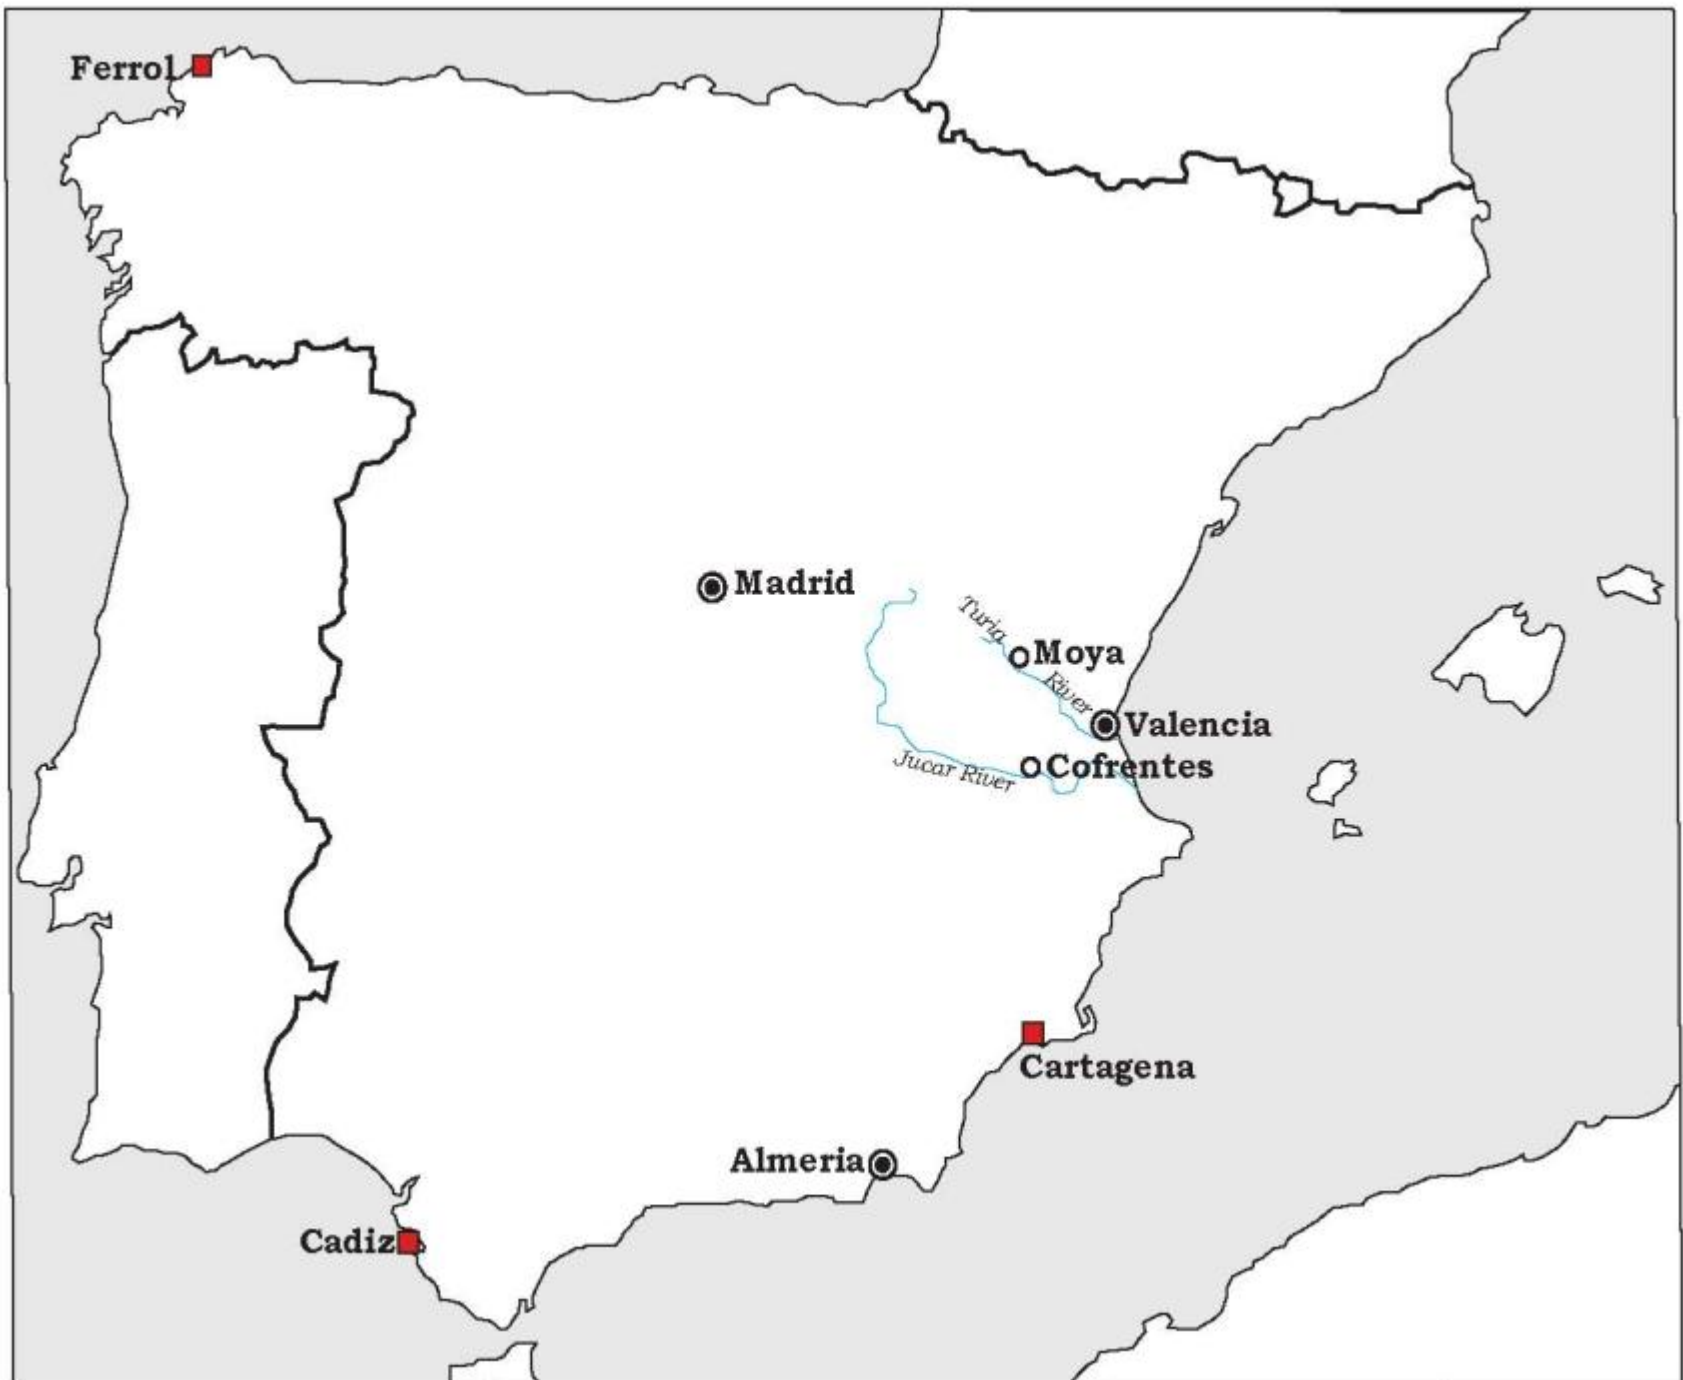 Ferrol
Madrid
Turia River
Moya
Valencia
Jucar River
Cofrentes
Cartagena
Almeria
Cadiz